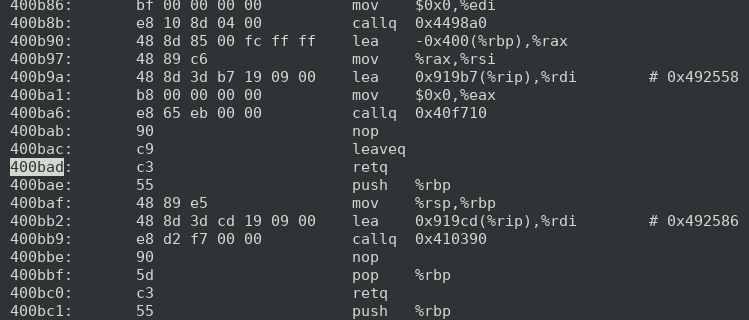 400b86: bf 00 00 00 00 mov $0x0,%edi
400b8b: e8 10 8d 04 00 callq 0x4498a0
400b90: 48 8d 85 00 fc ff ff lea -0x400(%rbp),%rax
400b97: 48 89 c6 mov %rax,%rsi
400b9a: 48 8d 3d b7 19 09 00 lea 0x919b7(%rip),%rdi # 0x492558
400ba1: b8 00 00 00 00 mov $0x0,%eax
400ba6: e8 65 eb 00 00 callq 0x40f710
400bab: 90 nop
400bac: c9 leaveq
400bad: c3 retq
400bae: 55 push %rbp
400baf: 48 89 e5 mov %rsp,%rbp
400bb2: 48 8d 3d cd 19 09 00 lea 0x919cd(%rip),%rdi # 0x492586
400bb9: e8 d2 f7 00 00 callq 0x410390
400bbe: 90 nop
400bbf: 5d pop %rbp
400bc0: c3 retq
400bc1: 55 push %rbp